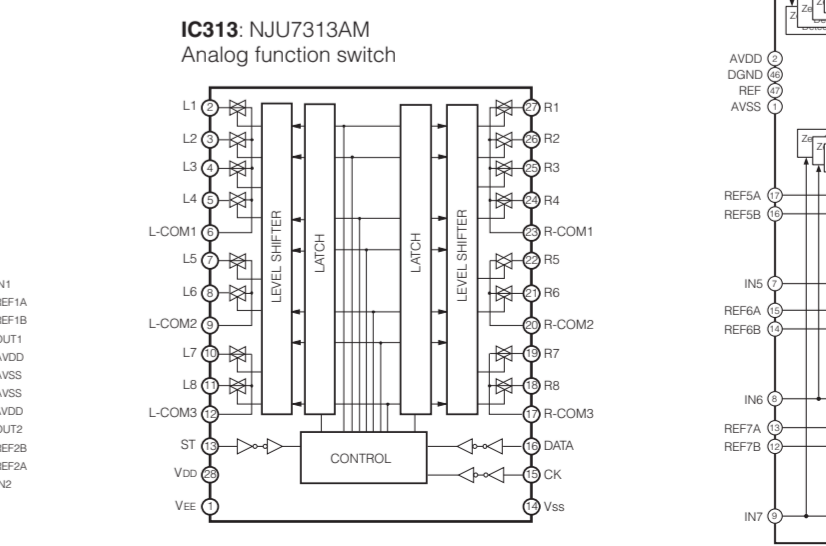 IC313: NJU7313AM
Analog function switch
L1 2
L2 3
L3 4
L4 5
L-COM1 6
L5 7
L6 8
L-COM2 9
L7 10
L8 11
L-COM3 12
ST 13
VDD 28
VEE 1
LEVEL SHIFTER
LATCH
LATCH
LEVEL SHIFTER
CONTROL
27 R1
26 R2
25 R3
24 R4
23 R-COM1
22 R5
21 R6
20 R-COM2
19 R7
18 R8
17 R-COM3
16 DATA
15 CK
14 Vss
N1
REF1A
REF1B
OUT1
AVDD
AVSS
AVSS
AVDD
OUT2
REF2B
REF2A
N2
AVDD 2
DGND 46
REF 47
AVSS 1
REF5A 17
REF5B 16
IN5 7
REF6A 15
REF6B 14
IN6 8
REF7A 13
REF7B 12
IN7 9